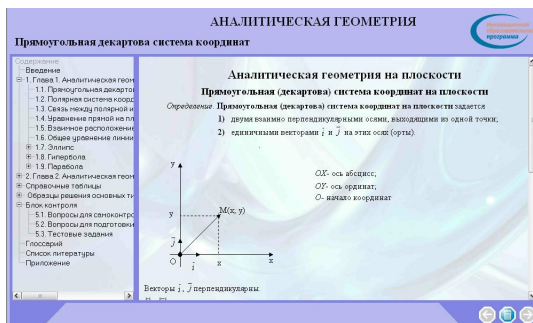 АНАЛИТИЧЕСКАЯ ГЕОМЕТРИЯ
Прямоугольная декартова система координат
Содержание
Введение
1. Глава 1. Аналитическая геом
1.1. Прямоугольная декарто
1.2. Полярная система коорд
1.3. Связь между полярной и
1.4. Уравнение прямой на пл
1.5. Взаимное расположение
1.6. Общее уравнение линии
1.7. Эллипс
1.8. Гипербола
1.9. Парабола
2. Глава 2. Аналитическая геом
Справочные таблицы
Образцы решения основных ти
Блок контроля
5.1. Вопросы для самоконтро
5.2. Вопросы для подготовки
5.3. Тестовые задания
Глоссарий
Список литературы
Приложение
Аналитическая геометрия на плоскости
Прямоугольная (декартова) система координат на плоскости
Определение. Прямоугольная (декартова) система координат на плоскости задается
1) двумя взаимно перпендикулярными осями, выходящими из одной точки;
2) единичными векторами i и j на этих осях (орты).
y
OX- ось абсцисс;
OY- ось ординат;
O- начало координат
y
M(x, y)
j
O
i
x
x
Векторы i, j перпендикулярны.